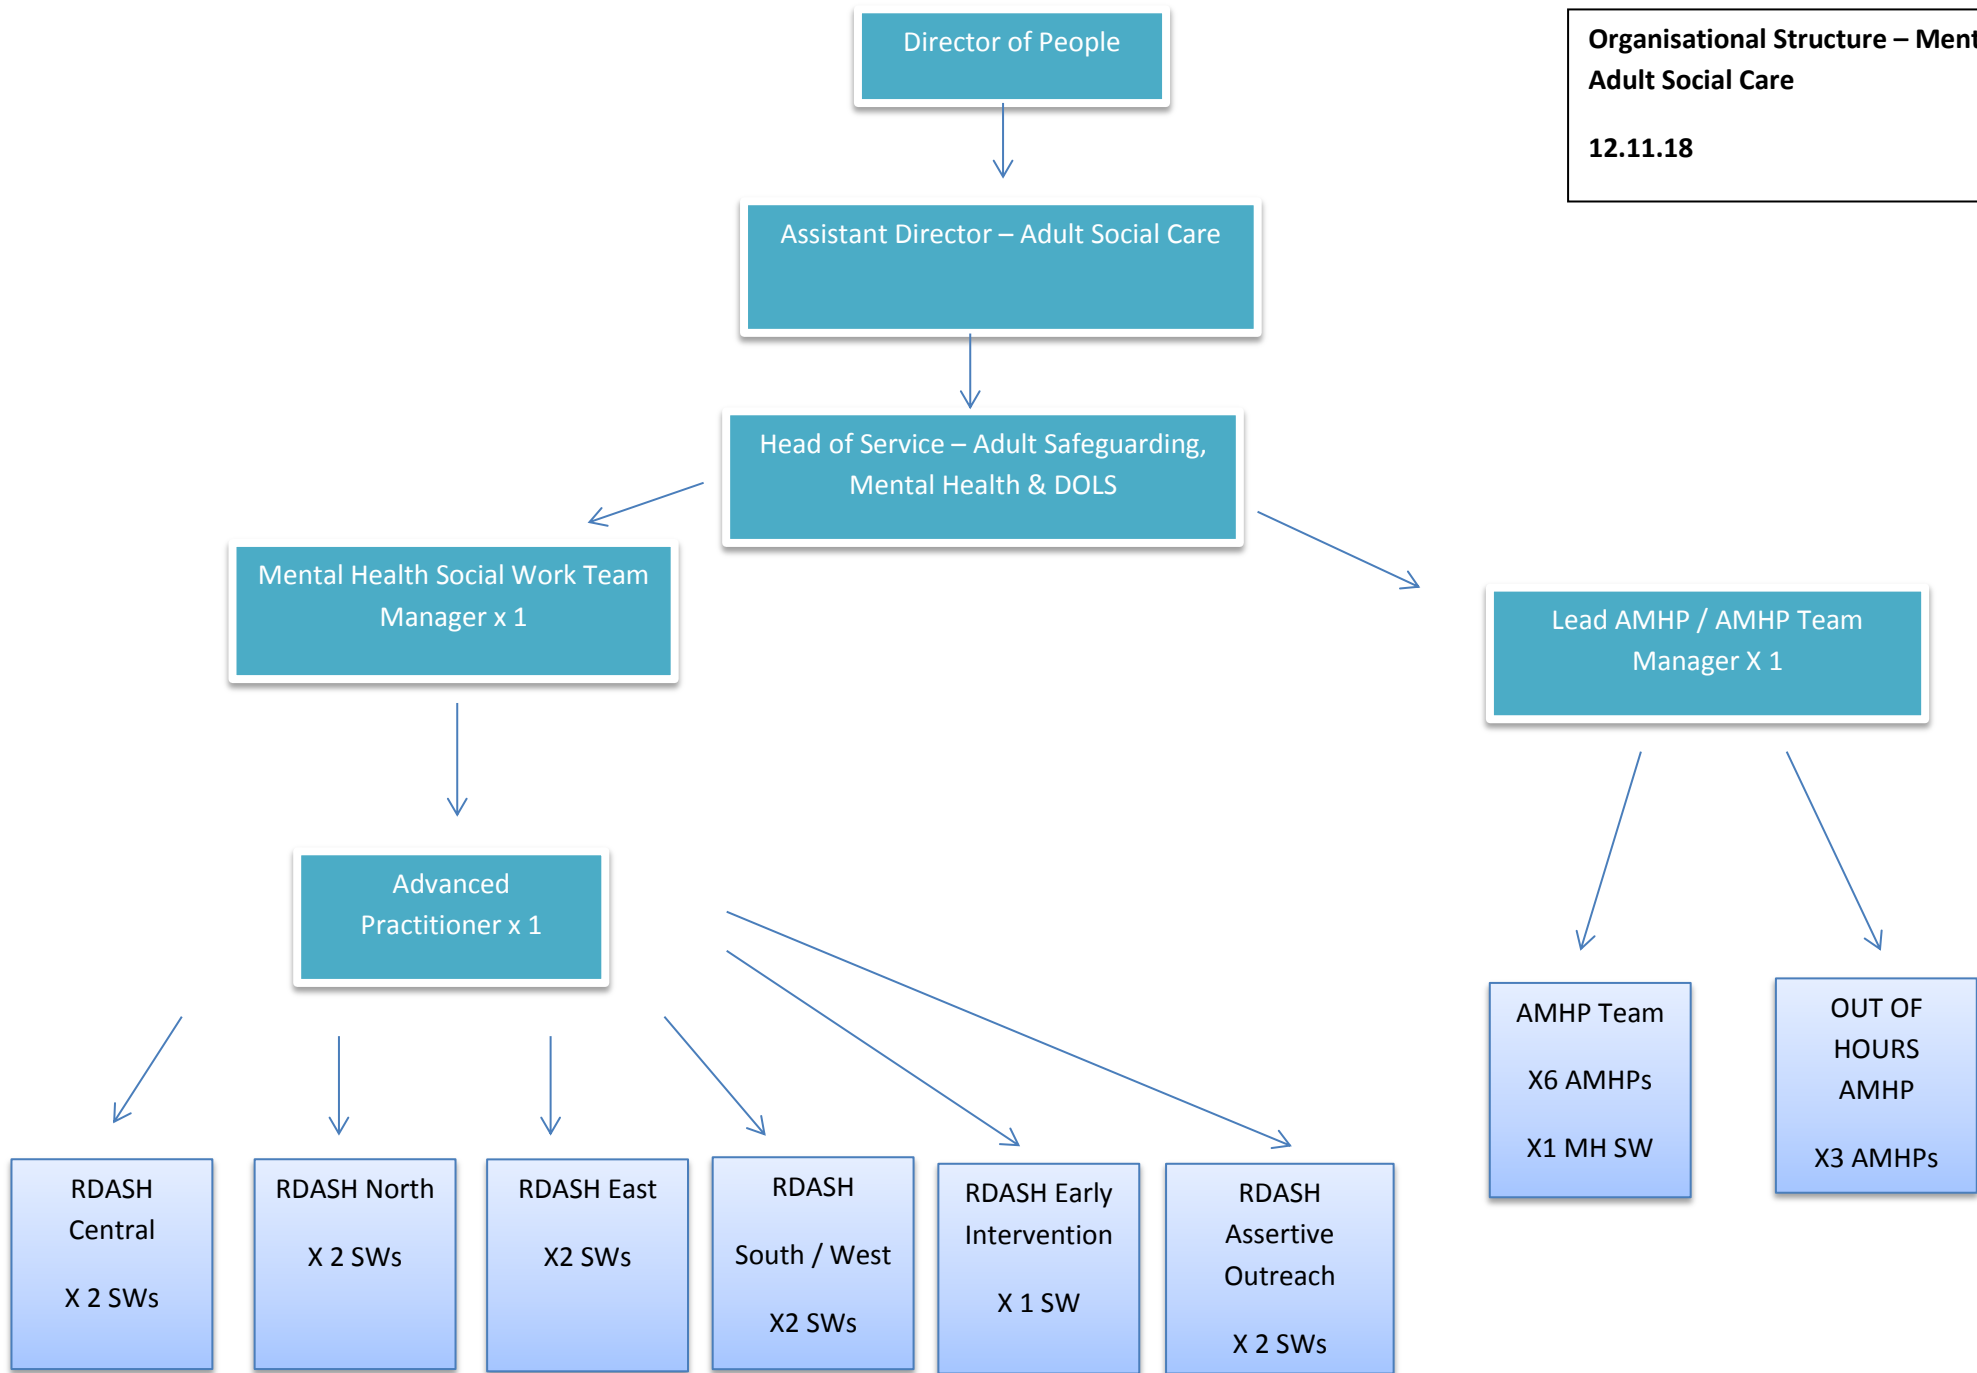 Director of People
Organisational Structure –
Adult Social Care
12.11.18
Assistant Director – Adult Social Care
Head of Service – Adult Safeguarding,
Mental Health & DOLS
Mental Health Social Work Team
Manager x 1
Lead AMHP / AMHP Team
Manager X 1
Advanced
Practitioner x 1
AMHP Team
X6 AMHPs
X1 MH SW
OUT OF
HOURS
AMHP
X3 AMHPs
RDASH
Central
X 2 SWs
RDASH North
X 2 SWs
RDASH East
X2 SWs
RDASH
South / West
X2 SWs
RDASH Early
Intervention
X 1 SW
RDASH
Assertive
Outreach
X 2 SWs